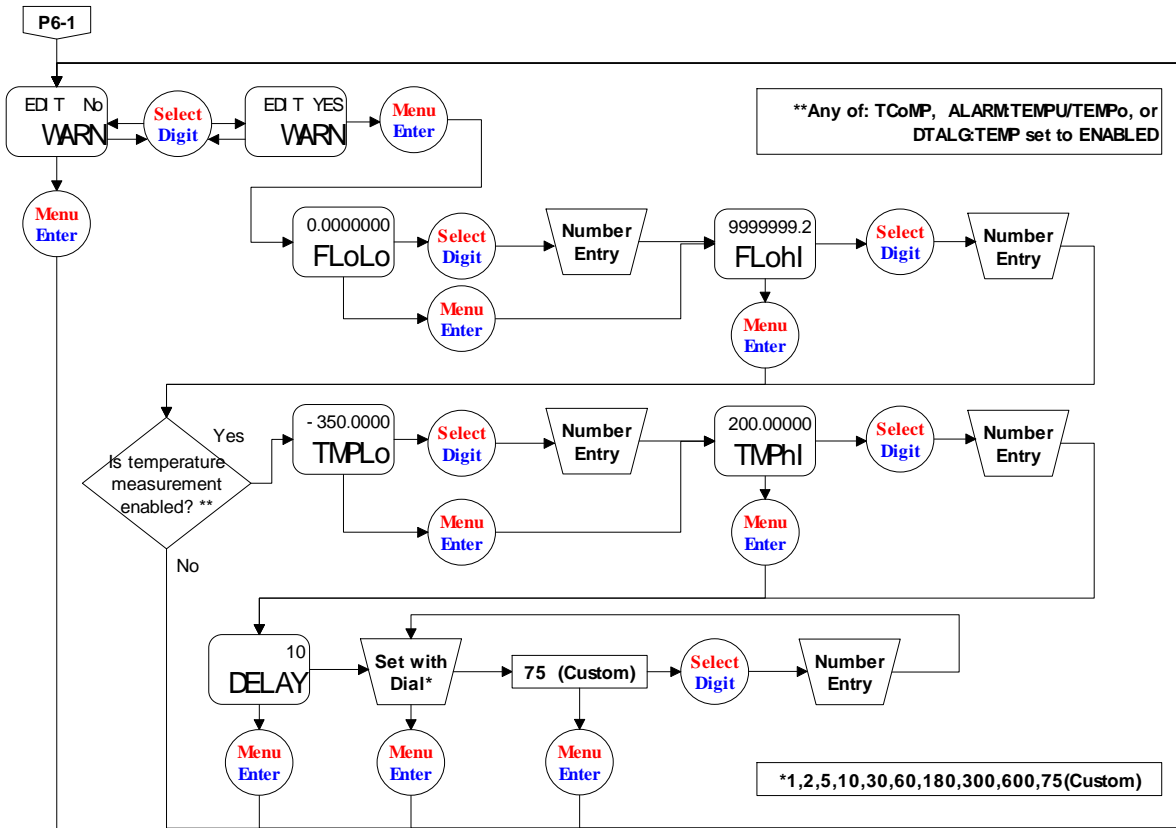 P6-1
EDIT No
WARN
Select
Digit
EDIT YES
WARN
Menu
Enter
**Any of: TCoMP, ALARM:TEMPU/TEMPo, or
DTALG:TEMP set to ENABLED
Menu
Enter
0.0000000
FLoLo
Select
Digit
Number
Entry
9999999.2
FLohI
Select
Digit
Number
Entry
Menu
Enter
Menu
Enter
Is temperature
measurement
enabled? **
Yes
No
- 350.0000
TMPLo
Select
Digit
Number
Entry
200.00000
TMPhI
Select
Digit
Number
Entry
Menu
Enter
Menu
Enter
10
DELAY
Set with
Dial*
75 (Custom)
Select
Digit
Number
Entry
Menu
Enter
Menu
Enter
Menu
Enter
*1,2,5,10,30,60,180,300,600,75(Custom)